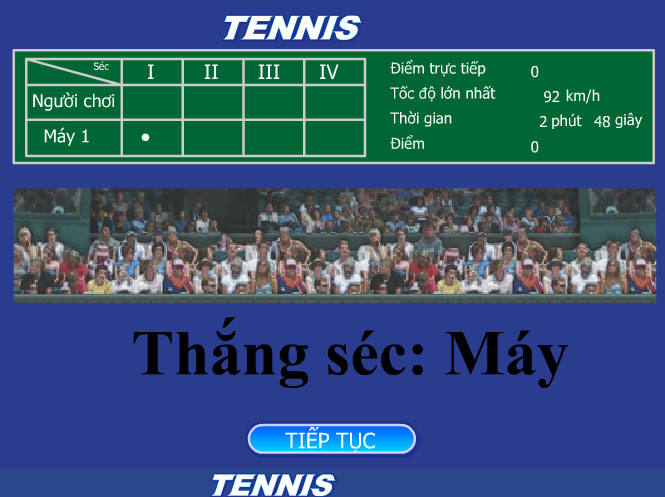 TENNIS
Séc I II III IV
Người chơi
Máy 1
Điểm trực tiếp 0
Tốc độ lớn nhất 92 km/h
Thời gian 2 phút 48 giây
Điểm 0
Thắng séc: Máy
TIẾP TỤC
TENNIS